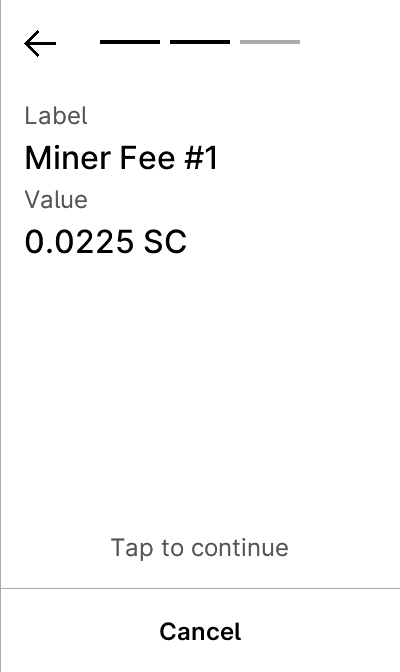 Label
Miner Fee #1
Value
0.0225 SC
Tap to continue
Cancel